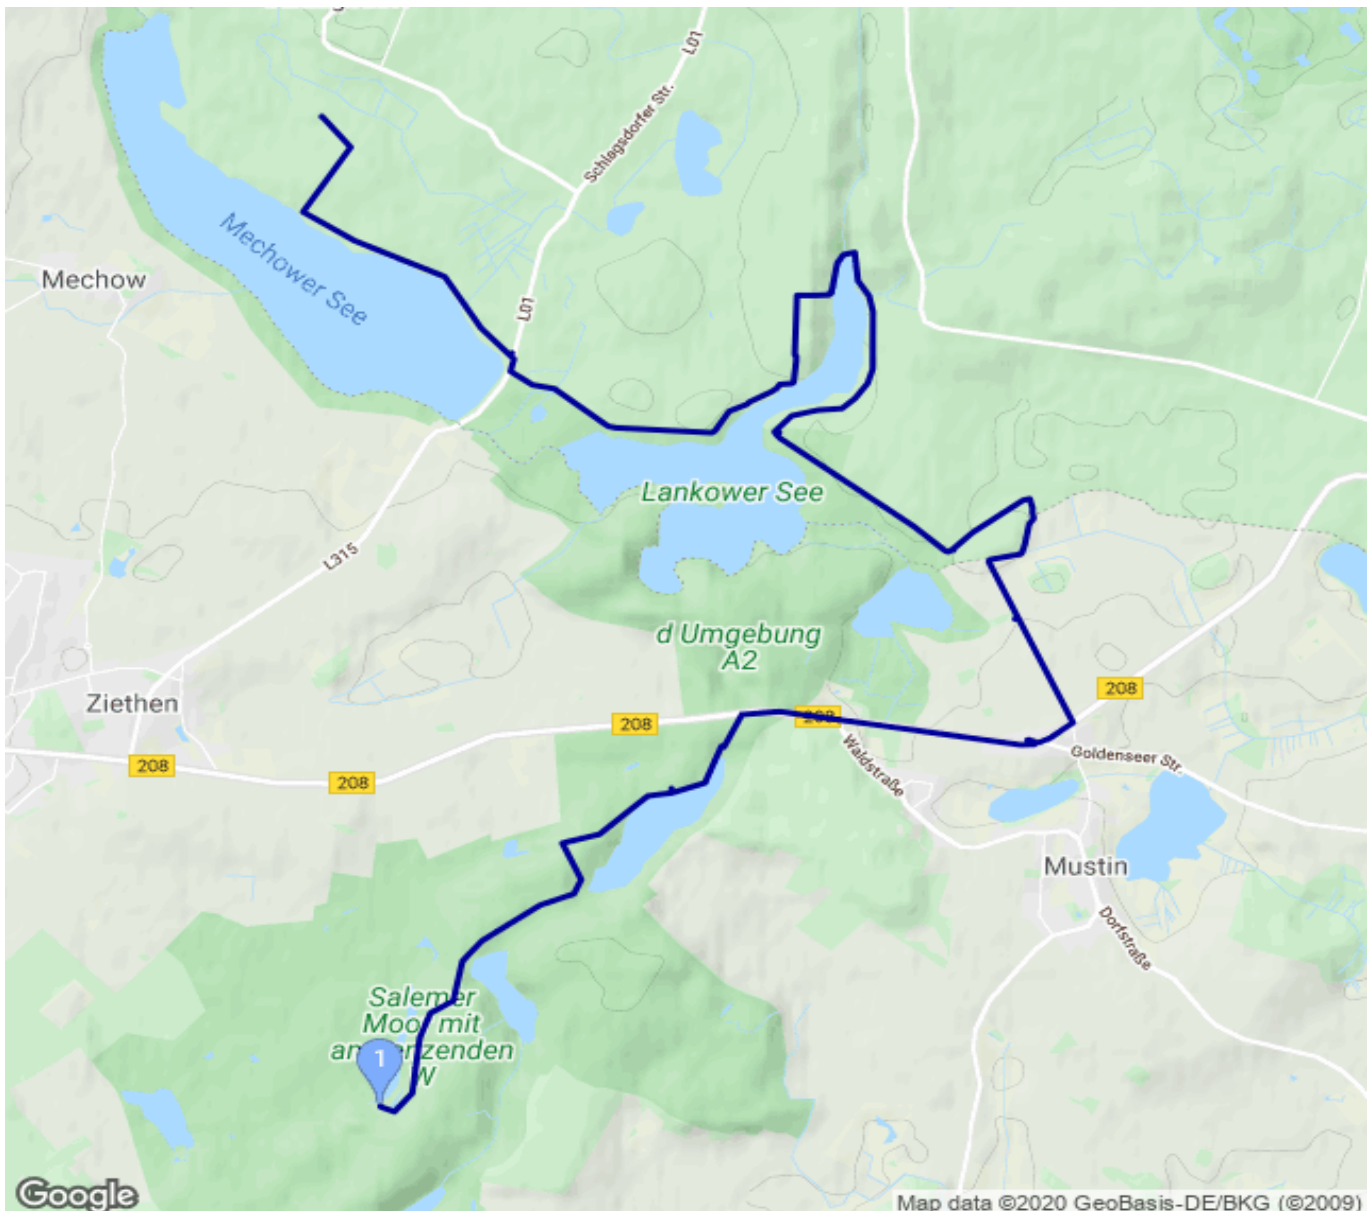 L01
Schlagsdorfer Str.
Mechower See
Mechow
L01
Lankower See
L315
d Umgebung
A2
208
Ziethen
208
208
208
208
Waldstraße
Goldenseer Str.
Mustin
Dorfstraße
Salemer
Moor mit
1
W
Google
Map data ©2020 GeoBasis-DE/BKG (©2009)